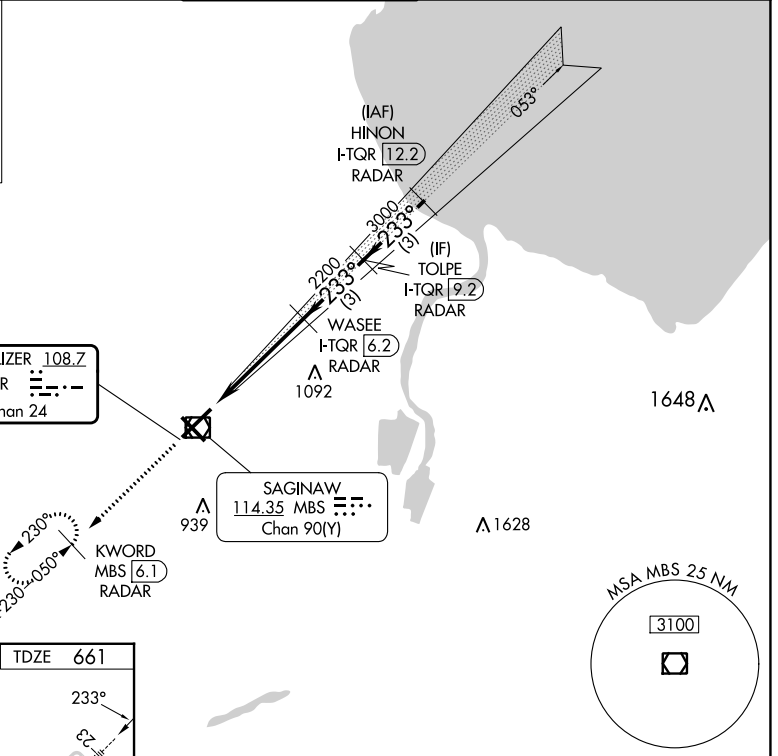 053°
(IAF)
HINON
I-TQR 12.2
RADAR
3000
233°
(3)
(IF)
TOLPE
I-TQR 9.2
RADAR
2200
233°
(3)
WASEE
I-TQR 6.2
RADAR
1092
1648
IZER 108.7
R
han 24
SAGINAW
114.35 MBS
Chan 90(Y)
939
1628
230°
050°
230
KWORD
MBS 6.1
RADAR
MSA MBS 25 NM
3100
TDZE 661
233°
23